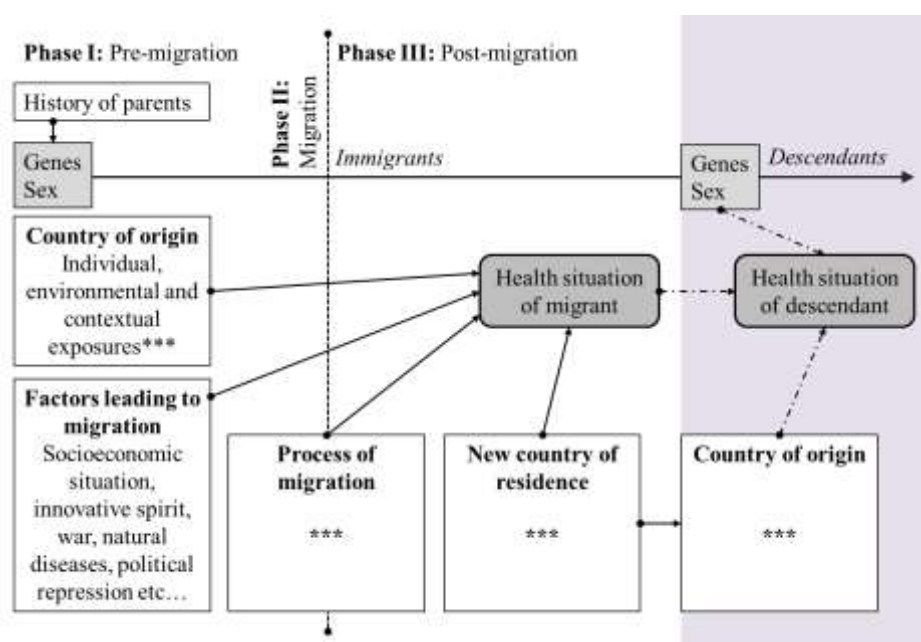 Phase I: Pre-migration
Phase II:
Migration
Phase III: Post-migration
History of parents
Genes
Sex
Immigrants
Genes
Sex
Descendants
Country of origin
Individual,
environmental and
contextual
exposures***
Health situation
of migrant
Health situation
of descendant
Factors leading to
migration
Socioeconomic
situation,
innovative spirit,
war, natural
diseases, political
repression etc…
Process of
migration
***
New country of
residence
***
Country of origin
***